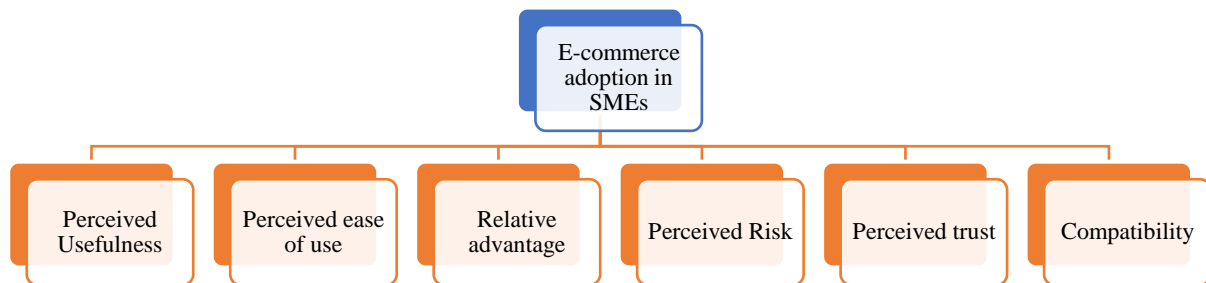 E-commerce
adoption in
SMEs
Perceived
Usefulness
Perceived ease
of use
Relative
advantage
Perceived Risk
Perceived trust
Compatibility